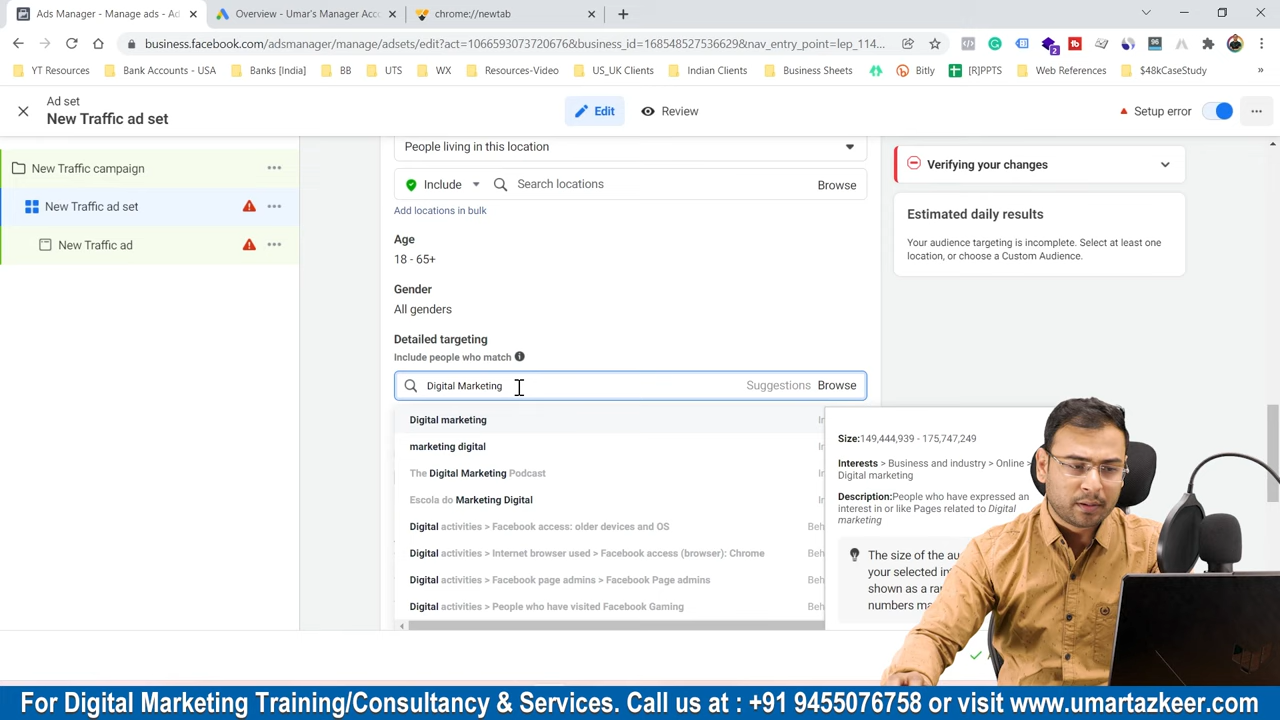 Ads Manager - Manage ads - Ad
Overview - Umar's Manager Acc
chrome://newtab
business.facebook.com/adsmanager/manage/adsets/edit?act=1066593073730676&business_id=168548527536629&nav_entry_point=lep_114...
YT Resources
Bank Accounts - USA
Banks [India]
BB
UTS
WX
Resources-Video
US_UK Clients
Indian Clients
Business Sheets
Bitly
[R]PPTS
Web References
$48kCaseStudy
Ad set
New Traffic ad set
Edit
Review
Setup error
New Traffic campaign
New Traffic ad set
New Traffic ad
People living in this location
Include
Search locations
Browse
Add locations in bulk
Age
18 - 65+
Gender
All genders
Detailed targeting
Include people who match
Digital Marketing
Suggestions
Browse
Digital marketing
marketing digital
The Digital Marketing Podcast
Escola do Marketing Digital
Digital activities > Facebook access: older devices and OS
Digital activities > Internet browser used > Facebook access (browser): Chrome
Digital activities > Facebook page admins > Facebook Page admins
Digital activities > People who have visited Facebook Gaming
Verifying your changes
Estimated daily results
Your audience targeting is incomplete. Select at least one
location, or choose a Custom Audience.
Size:149,444,939 - 175,747,249
Interests > Business and industry > Online >
Digital marketing
Description:People who have expressed an
interest in or like Pages related to Digital
marketing
The size of the
your selected
shown as a
numbers
For Digital Marketing Training/Consultancy & Services. Call us at : +91 9455076758 or visit www.umartazkeer.com